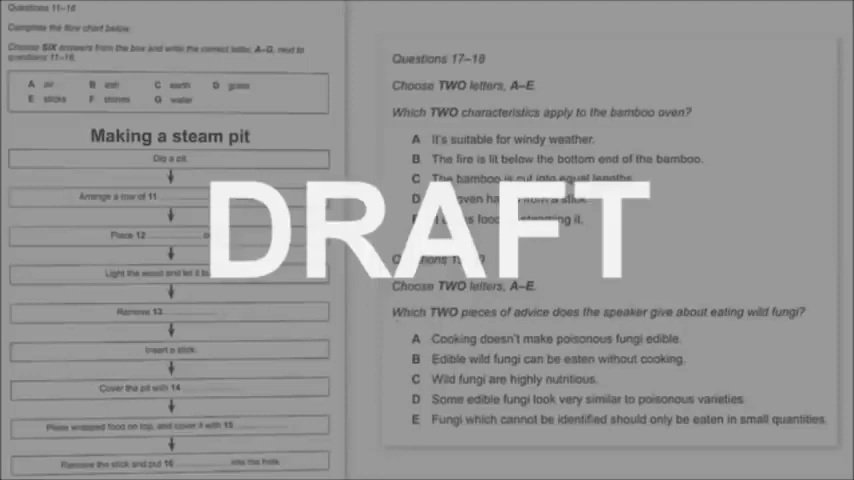 Questions 11–16
Complete the flow chart below.
Choose SIX answers from the box and write the correct letter, A–G, next to
questions 11–16.
A air B ash C earth D grass
E sticks F stones G water
Making a steam pit
Dig a pit
Arrange a row of 11
Place 12
Light the wood and let it
Remove 13
Insert a stick
Cover the pit with 14
Place wrapped food on top, and cover it with 15
Remove the stick and put 16 into the hole
Questions 17–18
Choose TWO letters, A–E.
Which TWO characteristics apply to the bamboo oven?
A It's suitable for windy weather.
B The fire is lit below the bottom end of the bamboo.
C The bamboo is cut into equal lengths.
D oven from a stick.
food steaming it.
DRAFT
Choose TWO letters, A–E.
Which TWO pieces of advice does the speaker give about eating wild fungi?
A Cooking doesn't make poisonous fungi edible.
B Edible wild fungi can be eaten without cooking.
C Wild fungi are highly nutritious.
D Some edible fungi look very similar to poisonous varieties.
E Fungi which cannot be identified should only be eaten in small quantities.